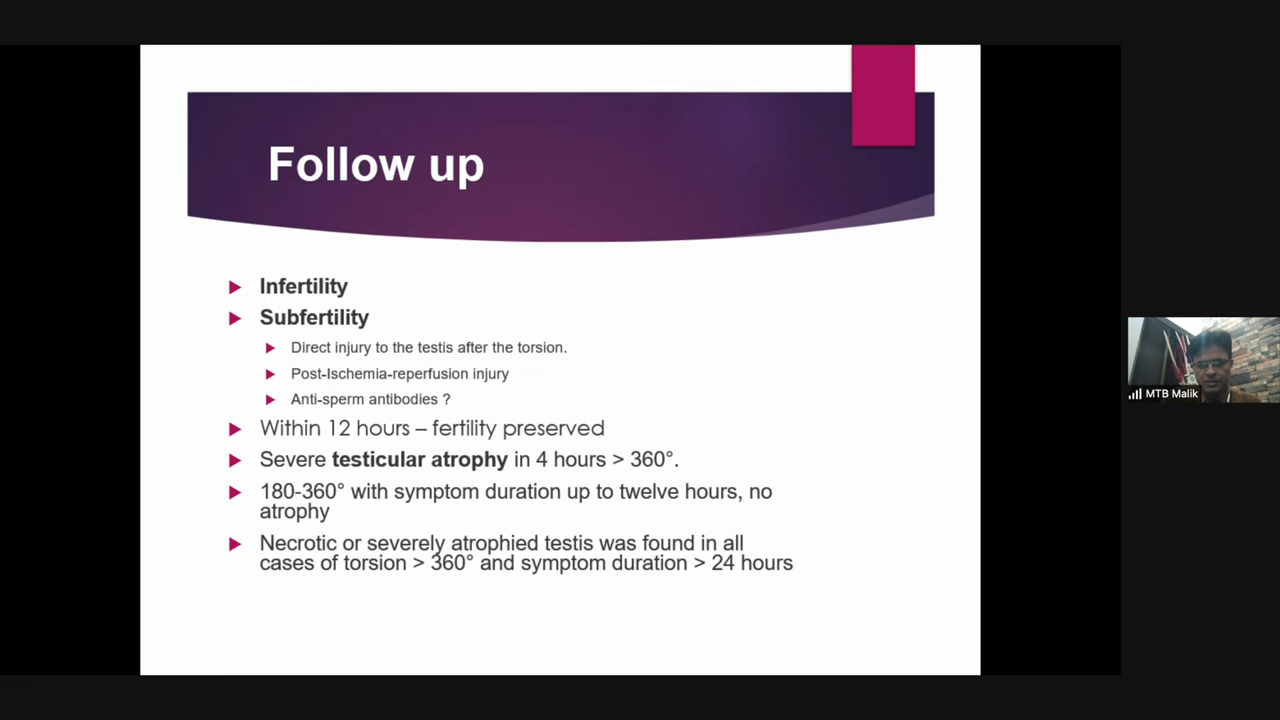 Follow up
Infertility
Subfertility
Direct injury to the testis after the torsion.
Post-Ischemia-reperfusion injury
Anti-sperm antibodies ?
Within 12 hours – fertility preserved
Severe testicular atrophy in 4 hours > 360°.
180-360° with symptom duration up to twelve hours, no
atrophy
Necrotic or severely atrophied testis was found in all
cases of torsion > 360° and symptom duration > 24 hours
MTB Malik